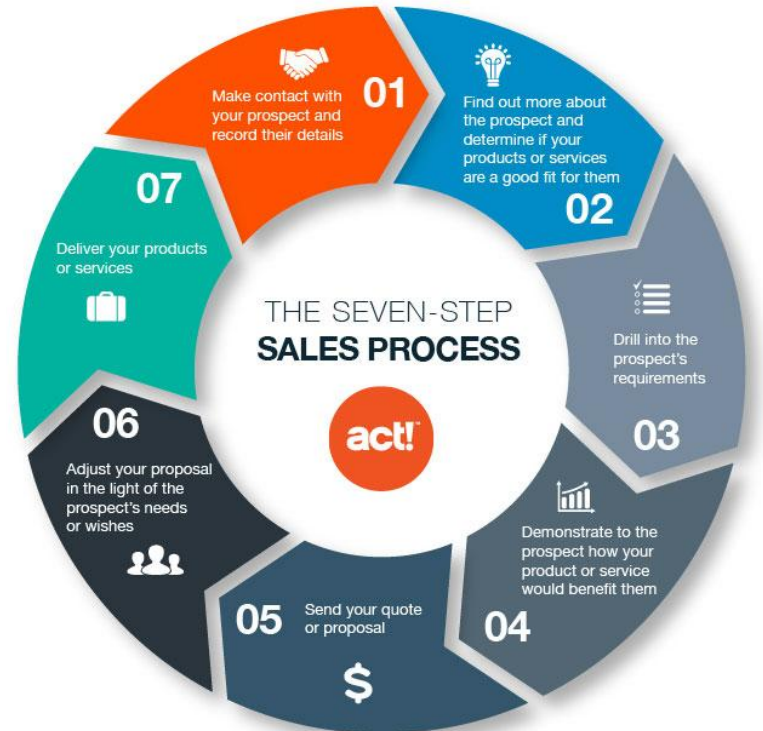 THE SEVEN-STEP
SALES PROCESS
act!™
01
Make contact with
your prospect and
record their details
Find out more about
the prospect and
determine if your
products or services
are a good fit for them
02
Drill into the
prospect's
requirements
03
Demonstrate to the
prospect how your
product or service
would benefit them
04
05
Send your quote
or proposal
$
06
Adjust your proposal
in the light of the
prospect's needs
or wishes
07
Deliver your products
or services